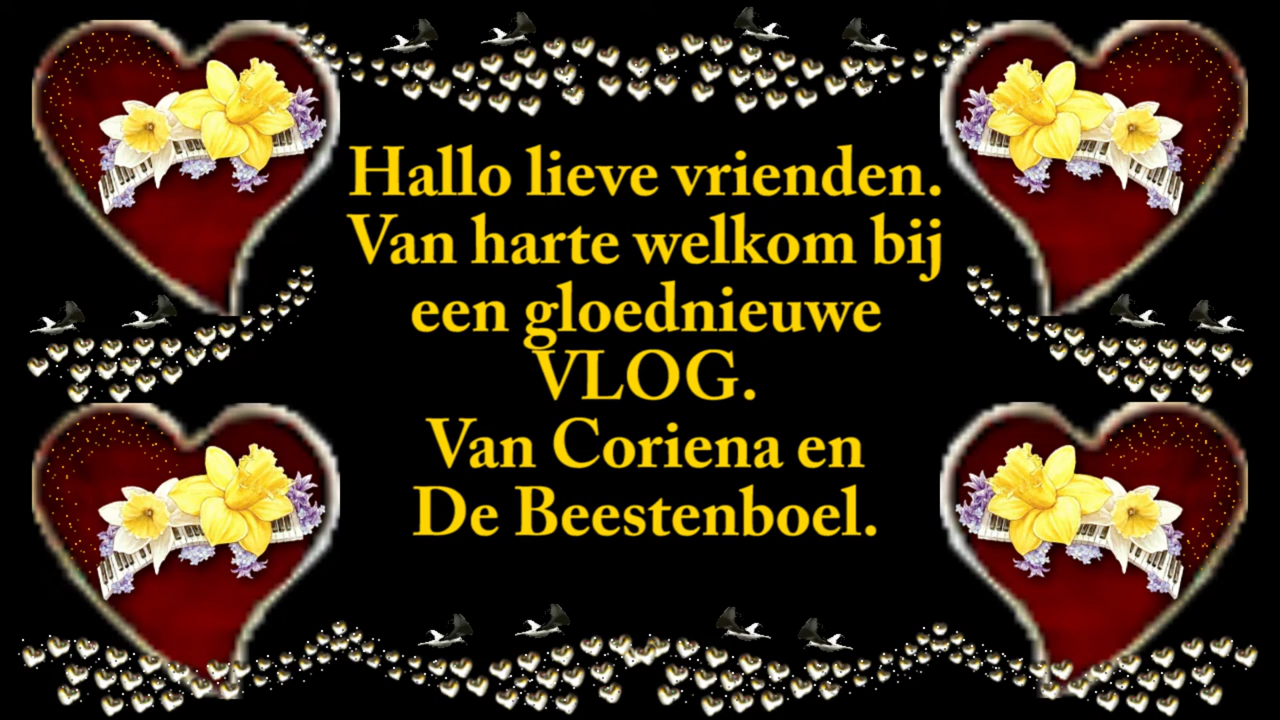 Hallo lieve vrienden.
Van harte welkom bij
een gloednieuwe
VLOG.
Van Coriena en
De Beestenboel.